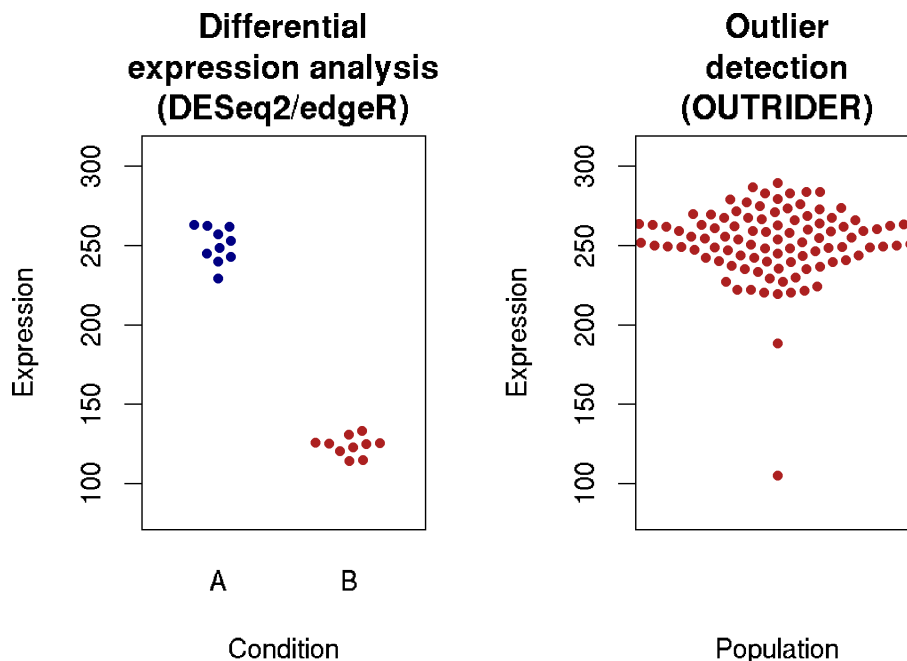 Differential
expression analysis
(DESeq2/edgeR)
Expression
300
250
200
150
100
A
B
Condition
Outlier
detection
(OUTRIDER)
Expression
300
250
200
150
100
Population